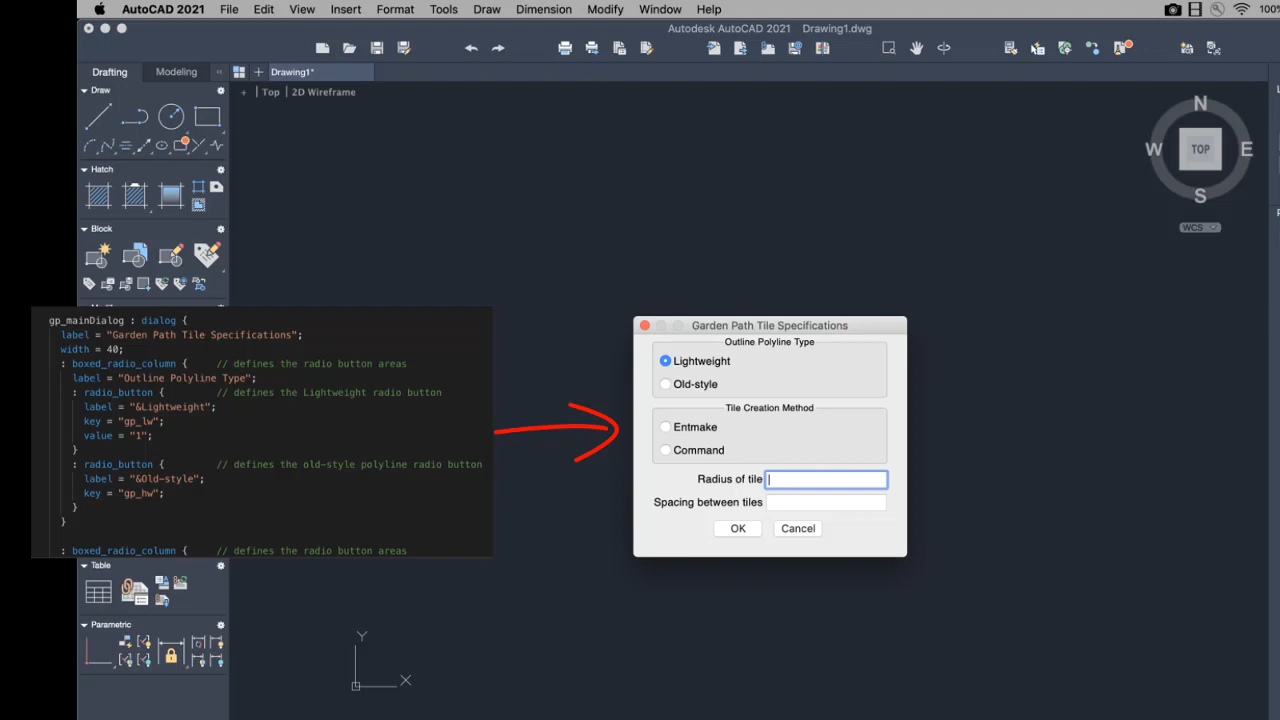 AutoCAD 2021 File Edit View Insert Format Tools Draw Dimension Modify Window Help 100%
Autodesk AutoCAD 2021 Drawing1.dwg
Drafting Modeling Drawing1*
Draw
+ | Top | 2D Wireframe
N
W TOP E
S
WCS
Hatch
Block
gp_mainDialog : dialog {
label = "Garden Path Tile Specifications";
width = 40;
: boxed_radio_column { // defines the radio button areas
label = "Outline Polyline Type";
: radio_button { // defines the Lightweight radio button
label = "&Lightweight";
key = "gp_lw";
value = "1";
}
: radio_button { // defines the old-style polyline radio button
label = "&Old-style";
key = "gp_hw";
}
}
: boxed_radio_column { // defines the radio button areas
Garden Path Tile Specifications
Outline Polyline Type
Lightweight
Old-style
Tile Creation Method
Entmake
Command
Radius of tile
Spacing between tiles
OK Cancel
Table
Parametric
Y
X